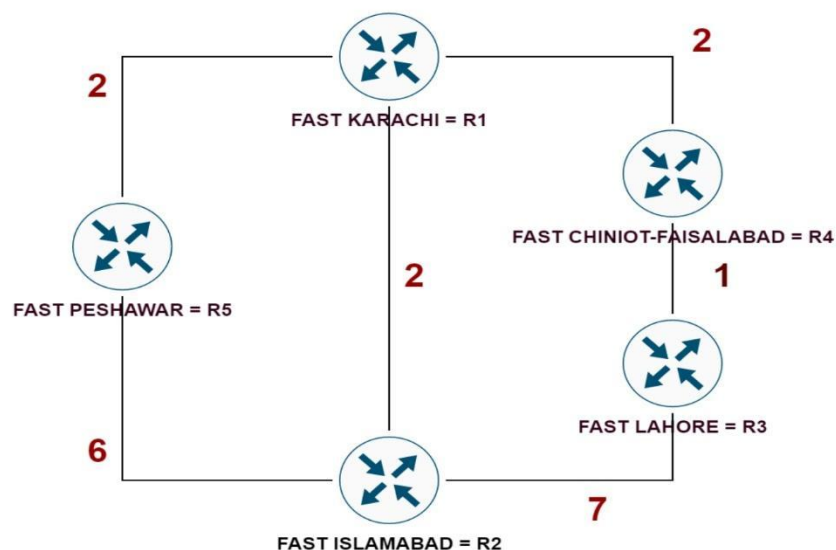 2
2
FAST KARACHI = R1
FAST CHINIOT-FAISALABAD = R4
2
1
FAST PESHAWAR = R5
FAST LAHORE = R3
6
7
FAST ISLAMABAD = R2